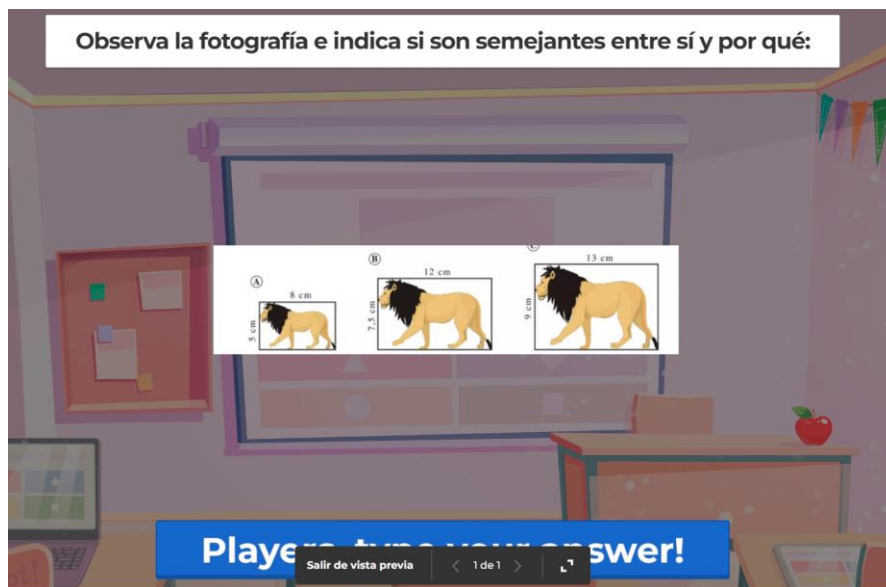 Observa la fotografía e indica si son semejantes entre sí y por qué:
A
8 cm
5 cm
B
12 cm
7,5 cm
C
13 cm
9 cm
Players, type your answer!
Salir de vista previa
1 de 1